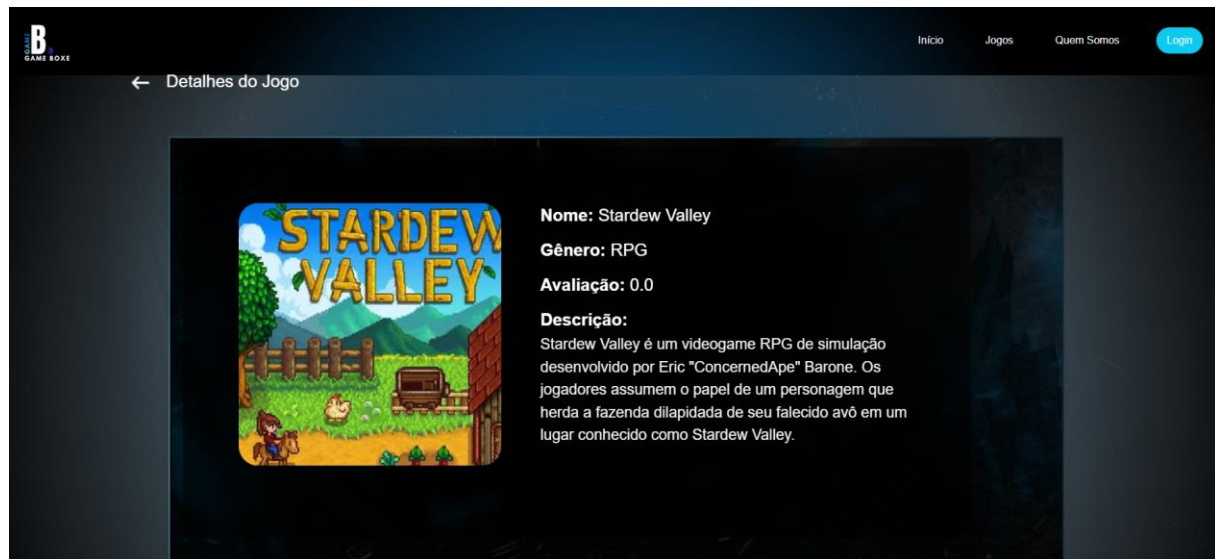 GAME
B
GAME BOXE
Início
Jogos
Quem Somos
Login
← Detalhes do Jogo
STARDEW
VALLEY
Nome: Stardew Valley
Gênero: RPG
Avaliação: 0.0
Descrição:
Stardew Valley é um videogame RPG de simulação
desenvolvido por Eric "ConcernedApe" Barone. Os
jogadores assumem o papel de um personagem que
herda a fazenda dilapidada de seu falecido avô em um
lugar conhecido como Stardew Valley.